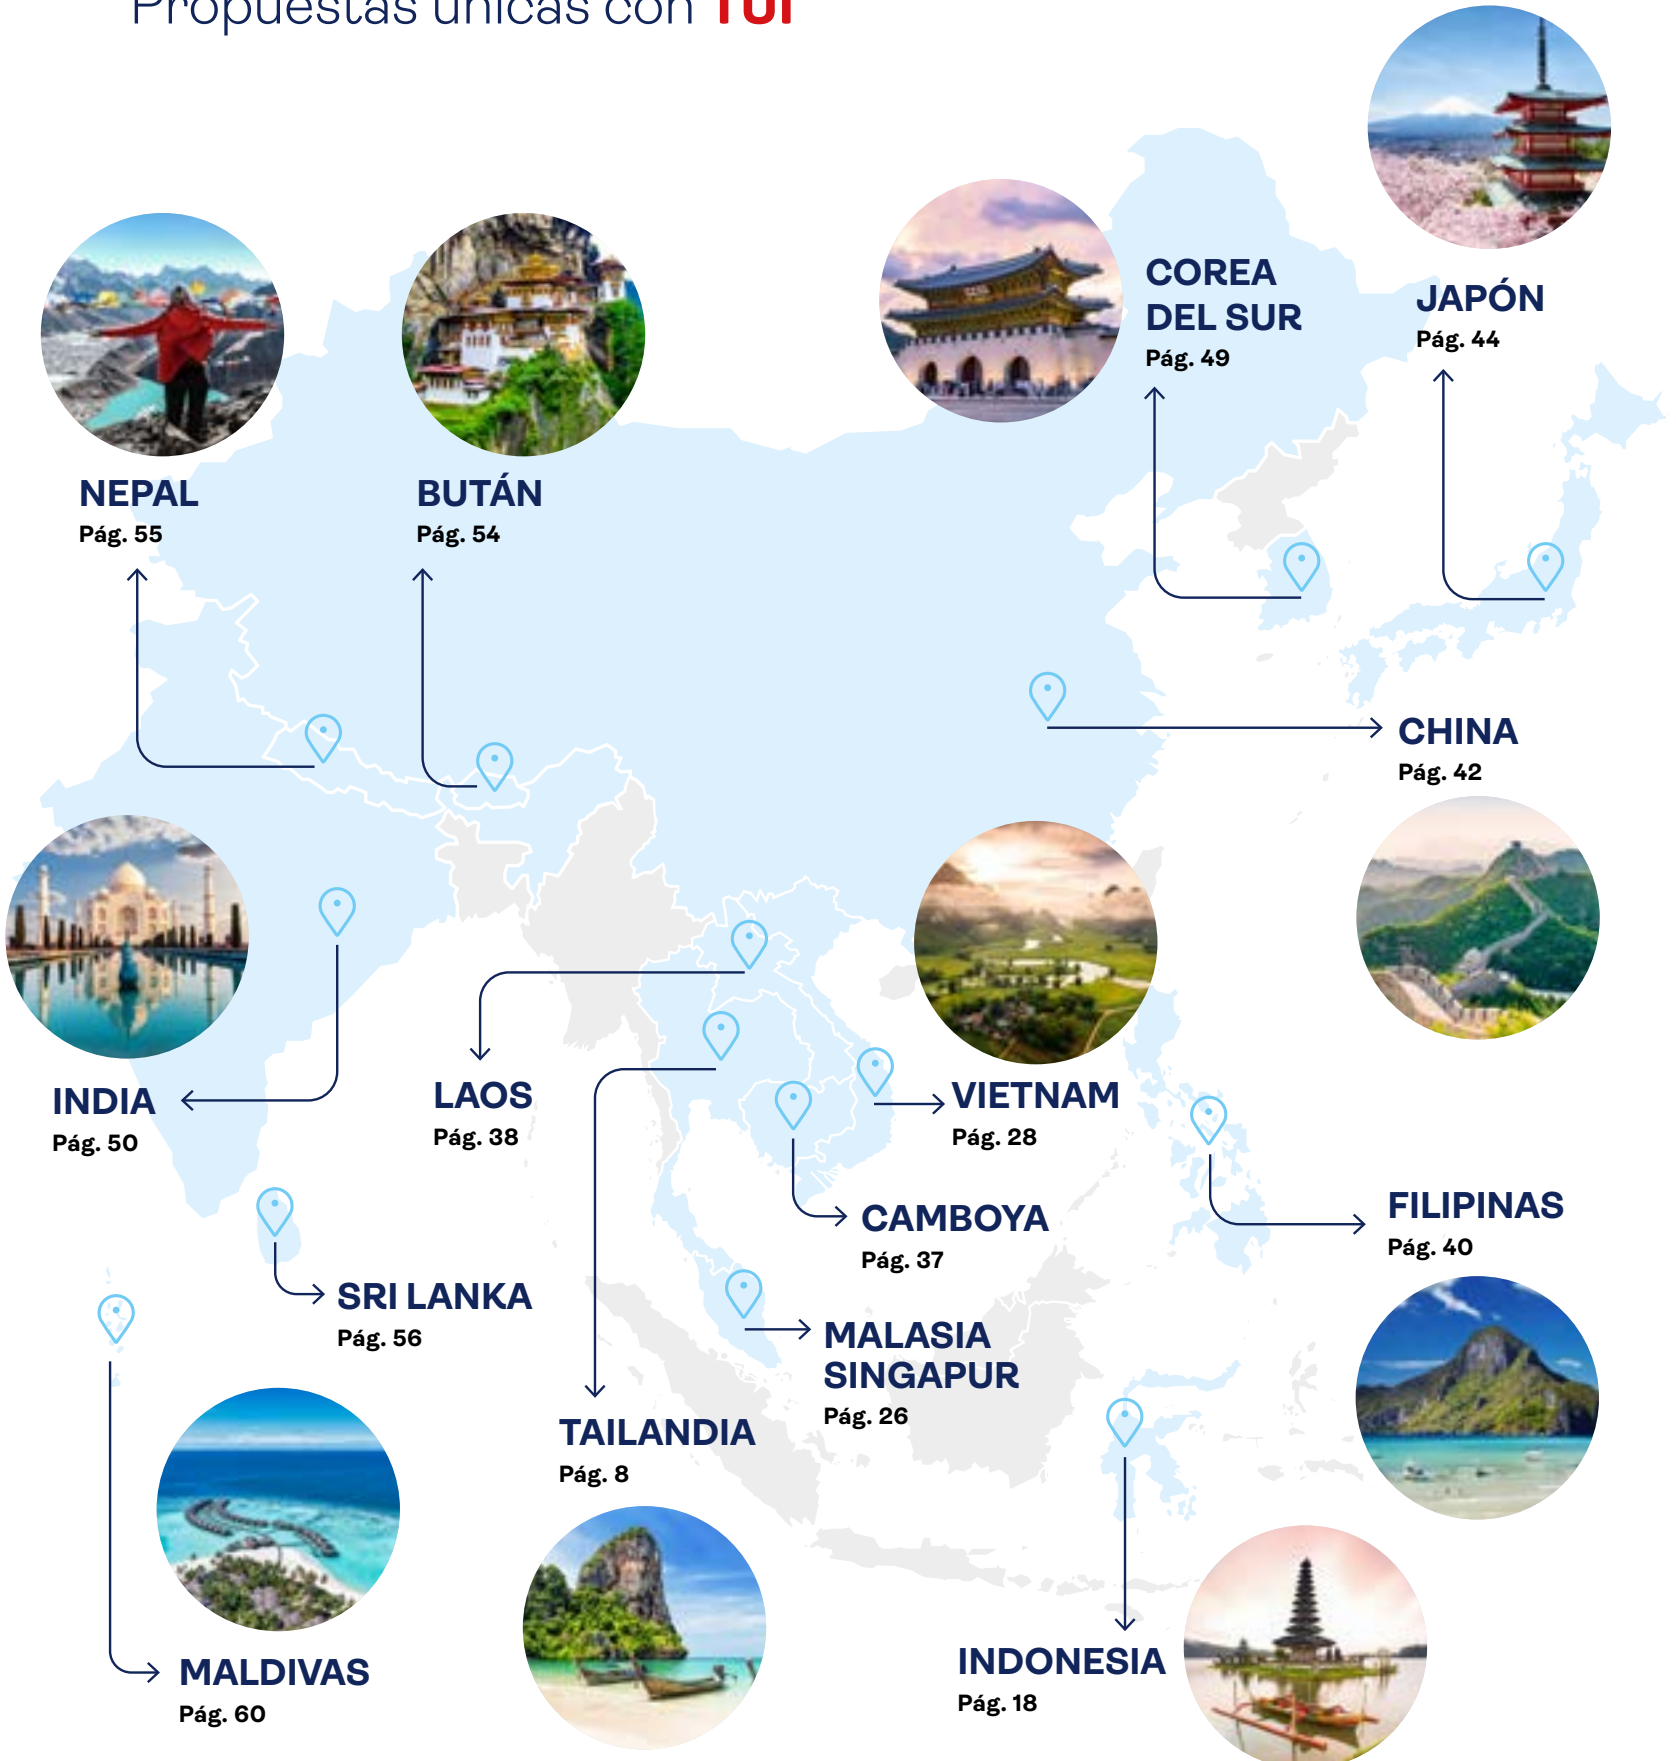 Propuestas únicas con TUI
COREA
DEL SUR
Pág. 49
JAPÓN
Pág. 44
NEPAL
Pág. 55
BUTÁN
Pág. 54
CHINA
Pág. 42
INDIA
Pág. 50
LAOS
Pág. 38
VIETNAM
Pág. 28
CAMBOYA
Pág. 37
FILIPINAS
Pág. 40
SRI LANKA
Pág. 56
MALASIA
SINGAPUR
Pág. 26
TAILANDIA
Pág. 8
MALDIVAS
Pág. 60
INDONESIA
Pág. 18